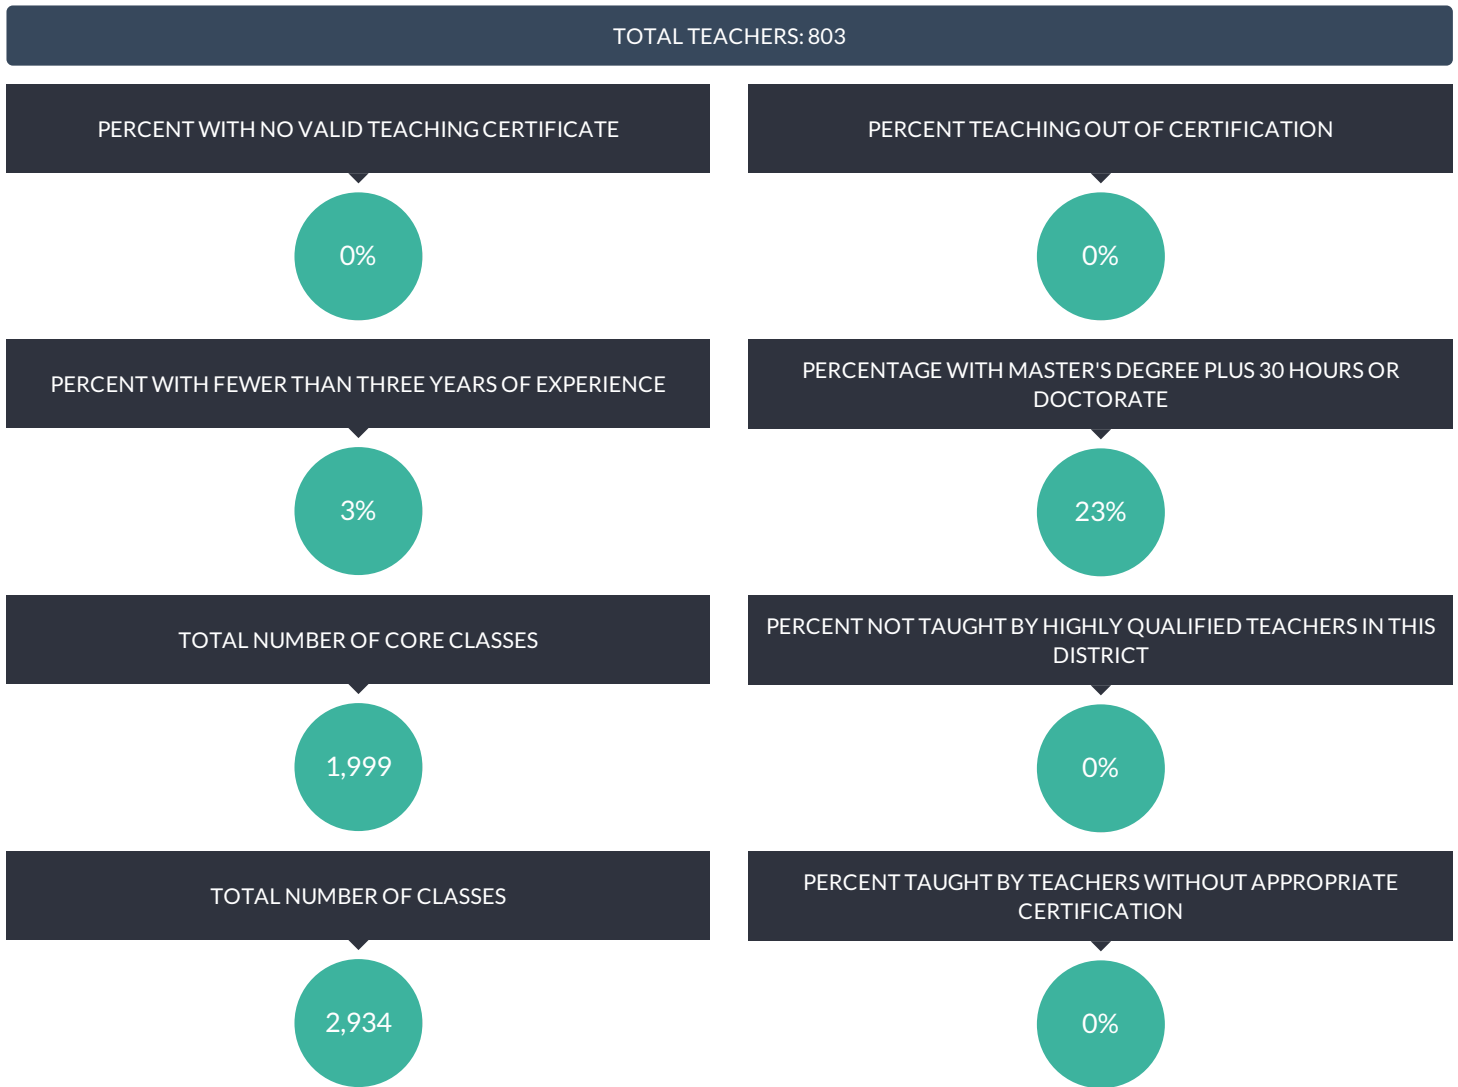 TOTAL TEACHERS: 803
PERCENT WITH NO VALID TEACHING CERTIFICATE
0%
PERCENT TEACHING OUT OF CERTIFICATION
0%
PERCENT WITH FEWER THAN THREE YEARS OF EXPERIENCE
3%
PERCENTAGE WITH MASTER'S DEGREE PLUS 30 HOURS OR
DOCTORATE
23%
TOTAL NUMBER OF CORE CLASSES
1,999
PERCENT NOT TAUGHT BY HIGHLY QUALIFIED TEACHERS IN THIS
DISTRICT
0%
TOTAL NUMBER OF CLASSES
2,934
PERCENT TAUGHT BY TEACHERS WITHOUT APPROPRIATE
CERTIFICATION
0%